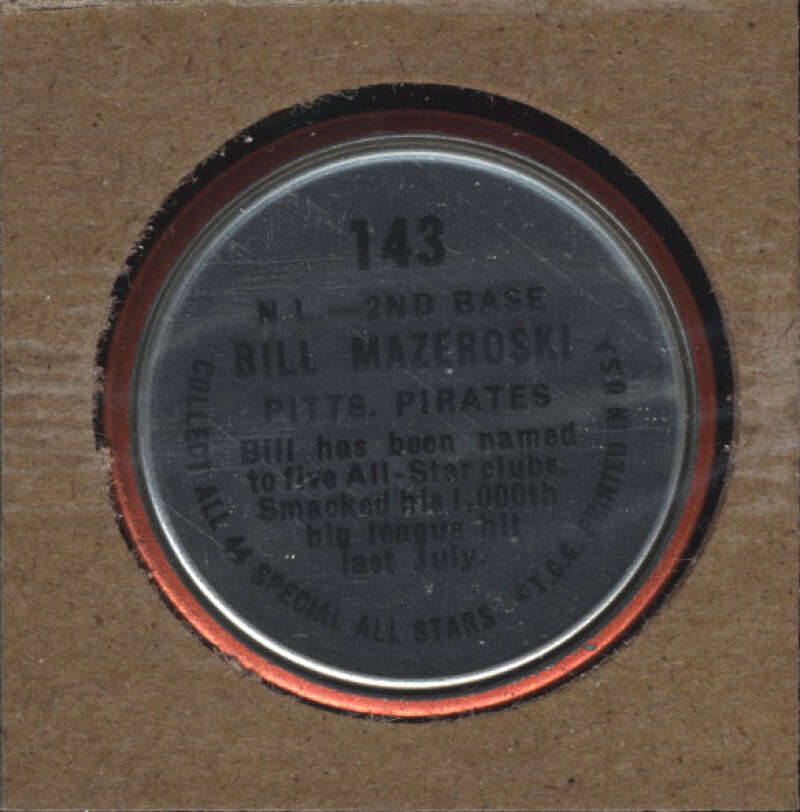 143
N.L.—2ND BASE
BILL MAZEROSKI
PITTS. PIRATES
Bill has been named
to five All-Star clubs.
Smacked his 1,000th
big league hit
last July.
COLLECT ALL 44 SPECIAL ALL STARS ©T.C.G. PRINTED IN USA